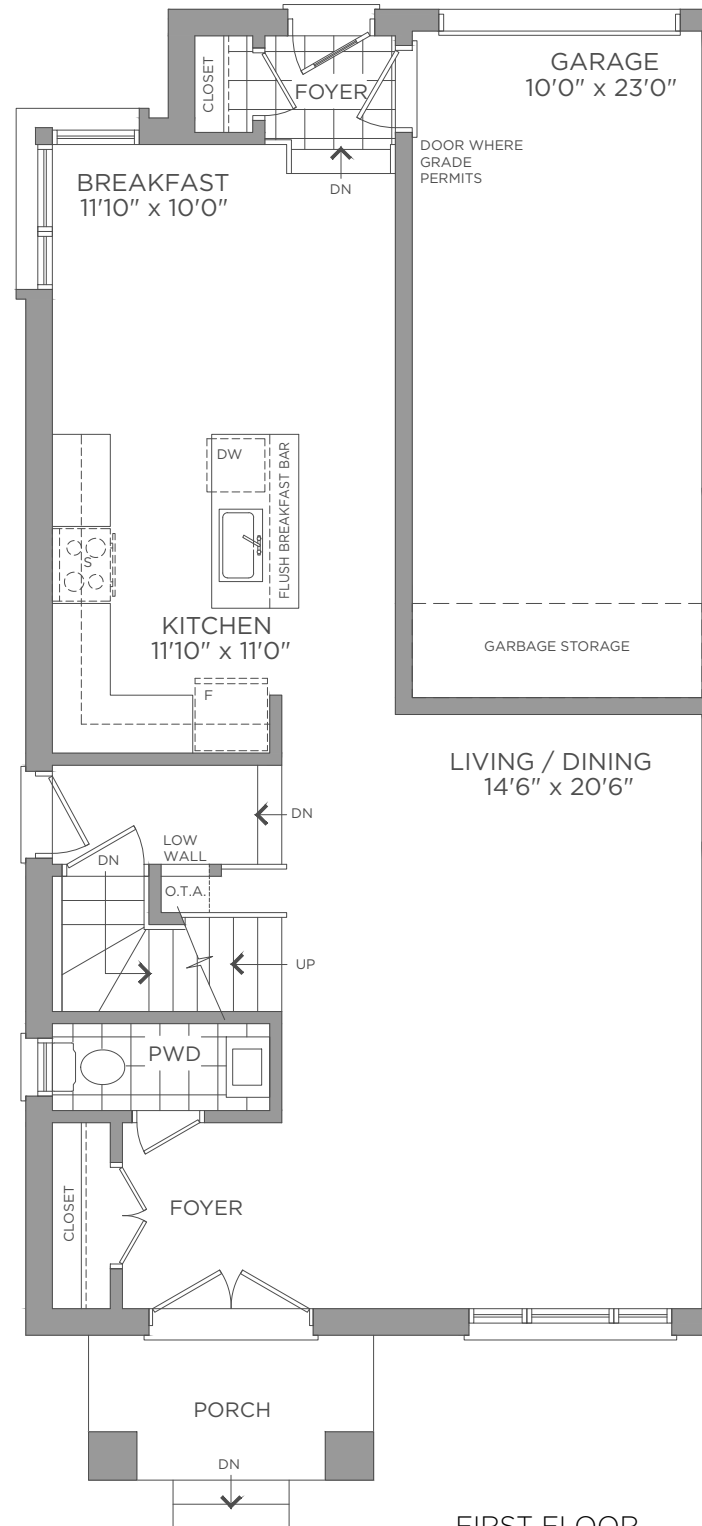 GARAGE
10'0" x 23'0"
CLOSET
FOYER
DOOR WHERE
GRADE
PERMITS
BREAKFAST
11'10" x 10'0"
DN
DW
FLUSH BREAKFAST BAR
S
KITCHEN
11'10" x 11'0"
GARBAGE STORAGE
F
LIVING / DINING
14'6" x 20'6"
DN
LOW
WALL
DN
O.T.A.
UP
PWD
CLOSET
FOYER
PORCH
DN
FIRST FLOOR